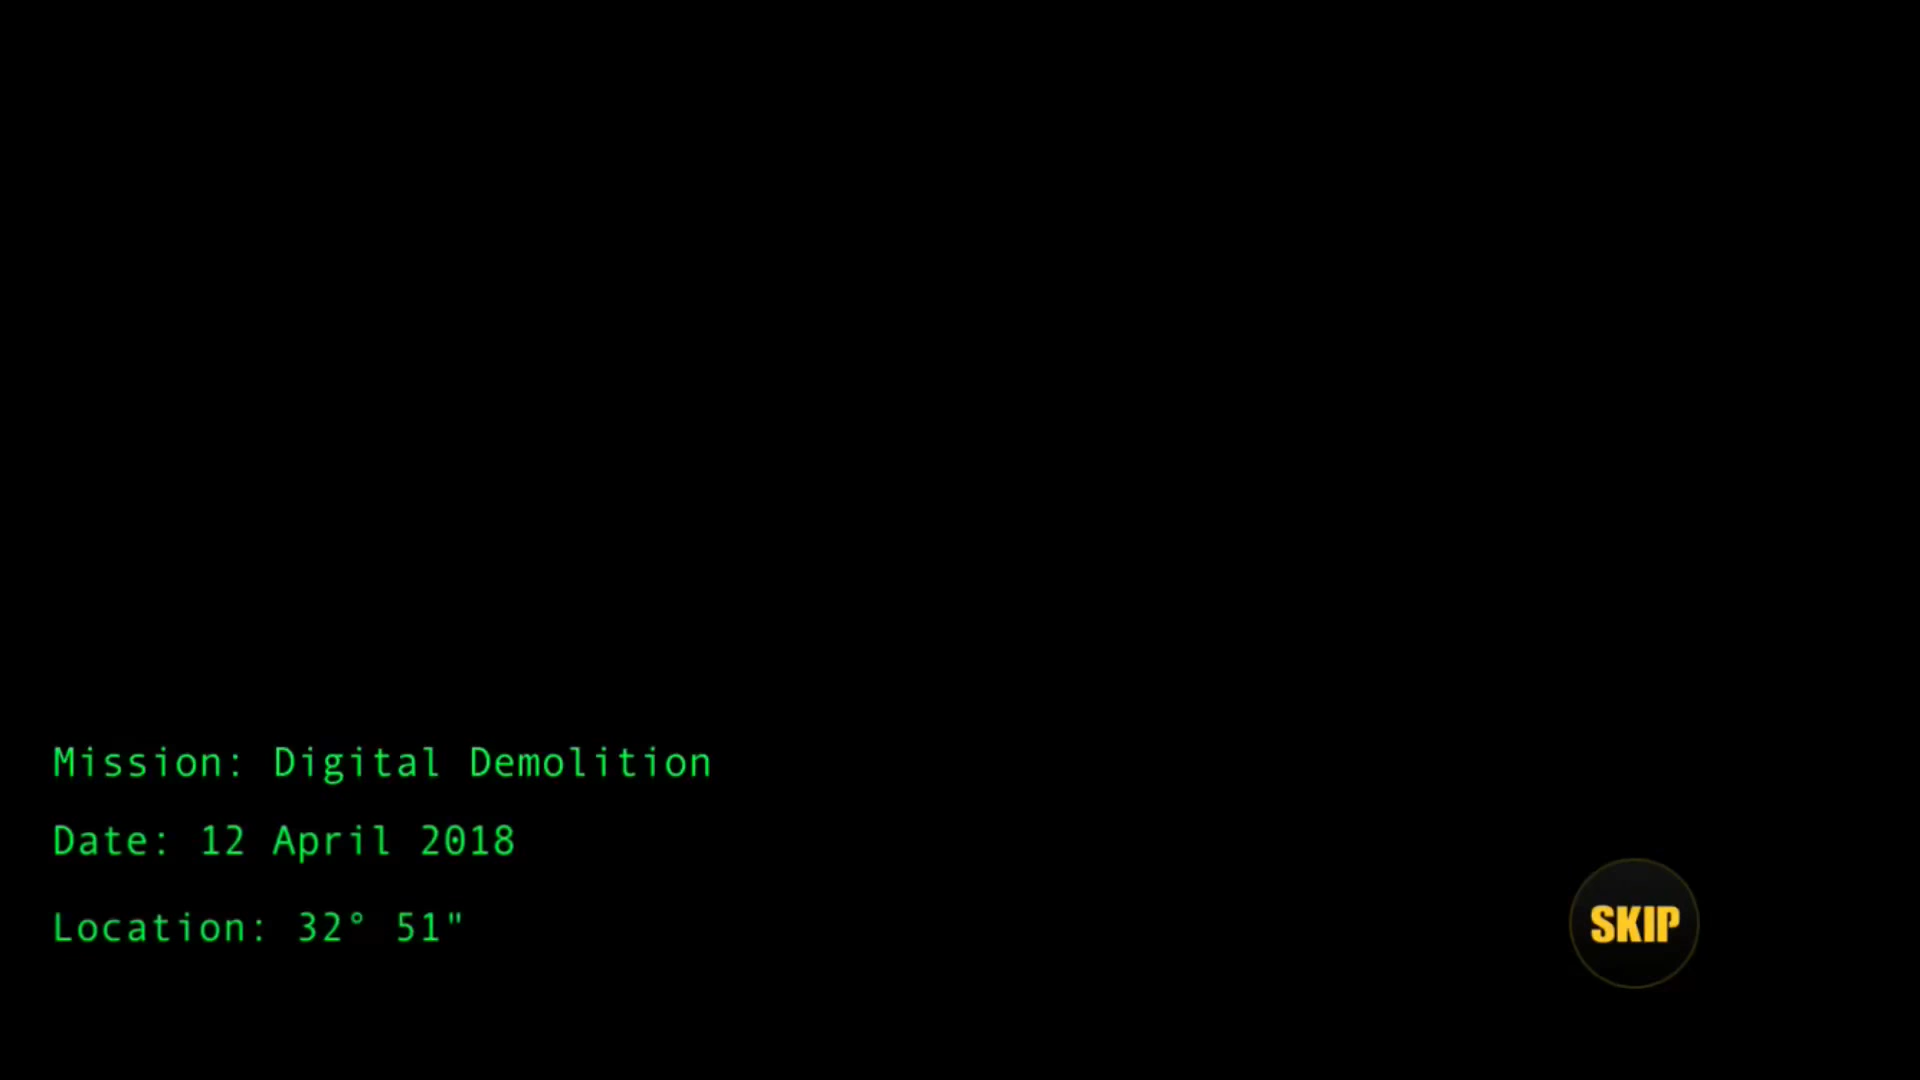 Mission: Digital Demolition
Date: 12 April 2018
Location: 32° 51"
SKIP